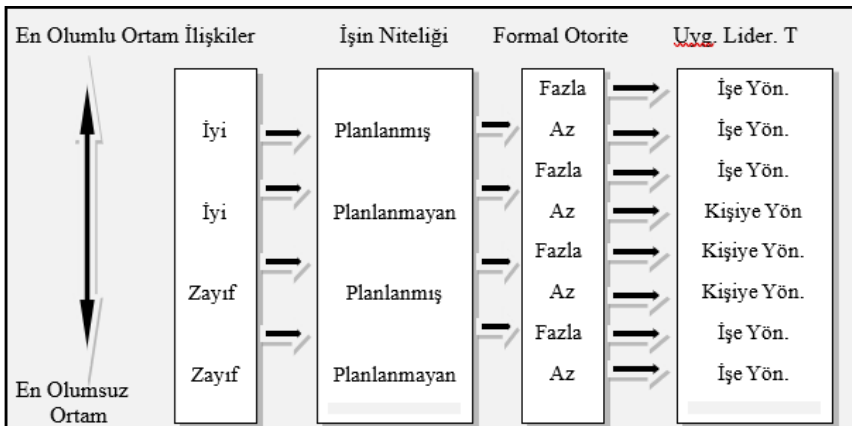 En Olumlu Ortam İlişkiler İşin Niteliği Formal Otorite Uyg. Lider. T
Fazla İşe Yön.
İyi Planlanmış Az İşe Yön.
Fazla İşe Yön.
İyi Planlanmayan Az Kişiye Yön
Fazla Kişiye Yön.
Zayıf Planlanmış Az Kişiye Yön.
Fazla İşe Yön.
Zayıf Planlanmayan Az İşe Yön.
En Olumsuz
Ortam